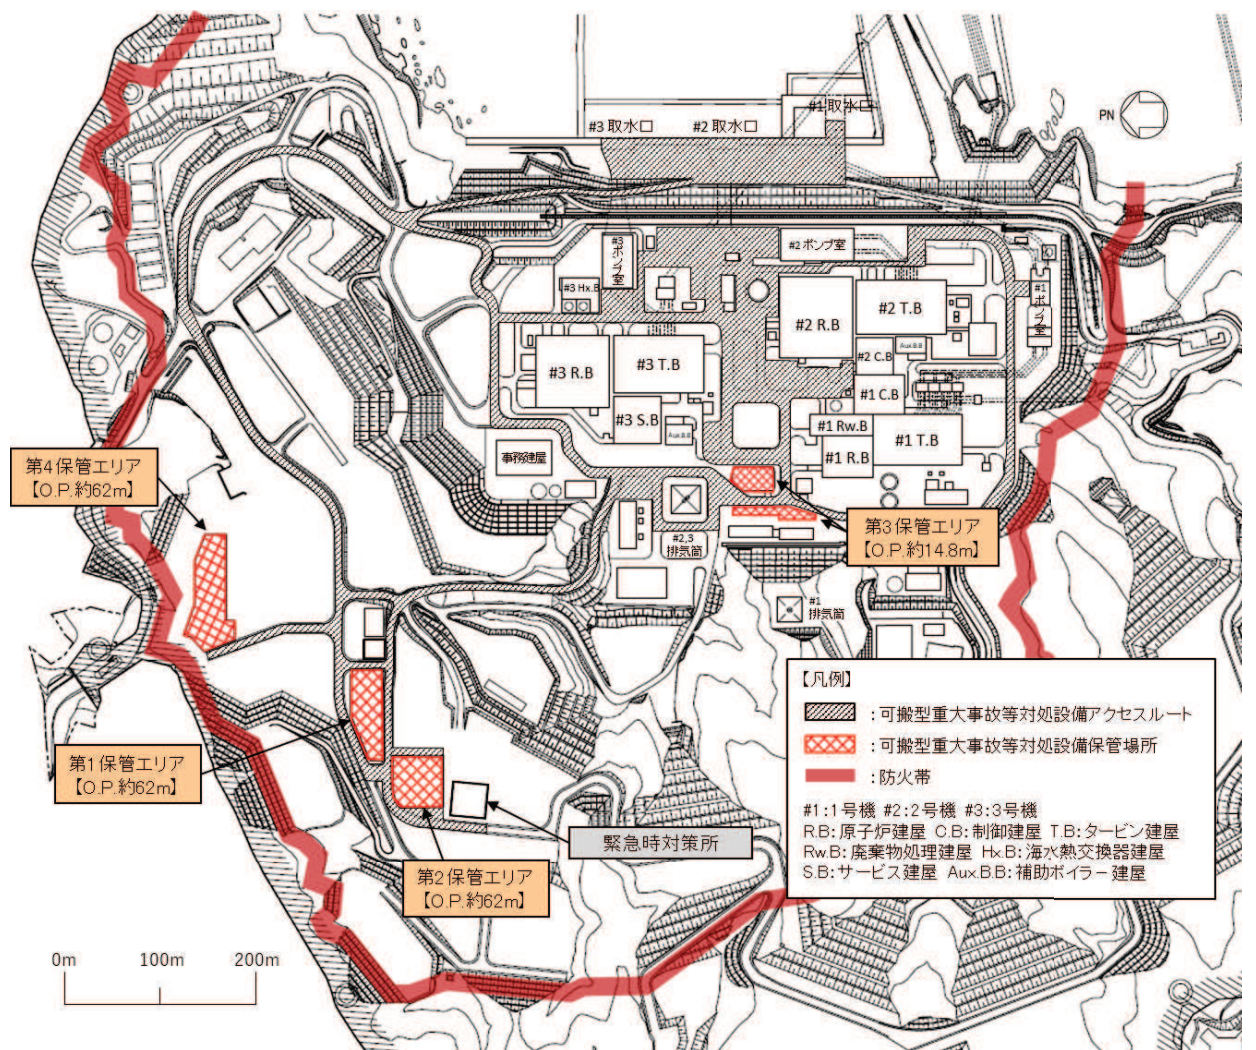 #1 取水口
#3 取水口
#2 取水口
PN
#3 ポンプ室
#2 ポンプ室
#3 Hx.B
#1 ポンプ室
#2 R.B
#2 T.B
Aux.B.B
#2 C.B
#3 R.B
#3 T.B
#1 C.B
#3 S.B
Aux.B.B
#1 Rw.B
#1 T.B
#1 R.B
事務建屋
第4保管エリア
【O.P.約62m】
第3保管エリア
【O.P.約14.8m】
#2,3
排気筒
#1
排気筒
第1保管エリア
【O.P.約62m】
緊急時対策所
第2保管エリア
【O.P.約62m】
【凡例】
:可搬型重大事故等対処設備アクセスルート
:可搬型重大事故等対処設備保管場所
:防火帯
#1:1号機 #2:2号機 #3:3号機
R.B:原子炉建屋 C.B:制御建屋 T.B:タービン建屋
Rw.B:廃棄物処理建屋 Hx.B:海水熱交換器建屋
S.B:サービス建屋 Aux.B.B:補助ボイラー建屋
0m 100m 200m